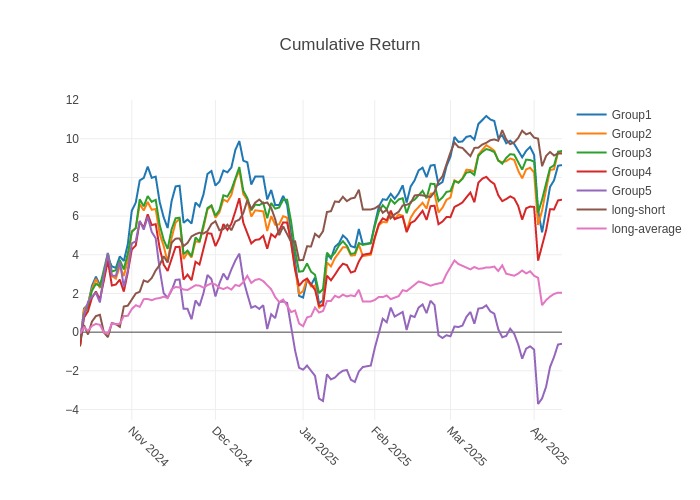 Cumulative Return
12
10
8
6
4
2
0
−2
−4
Nov 2024
Dec 2024
Jan 2025
Feb 2025
Mar 2025
Apr 2025
Group1
Group2
Group3
Group4
Group5
long-short
long-average